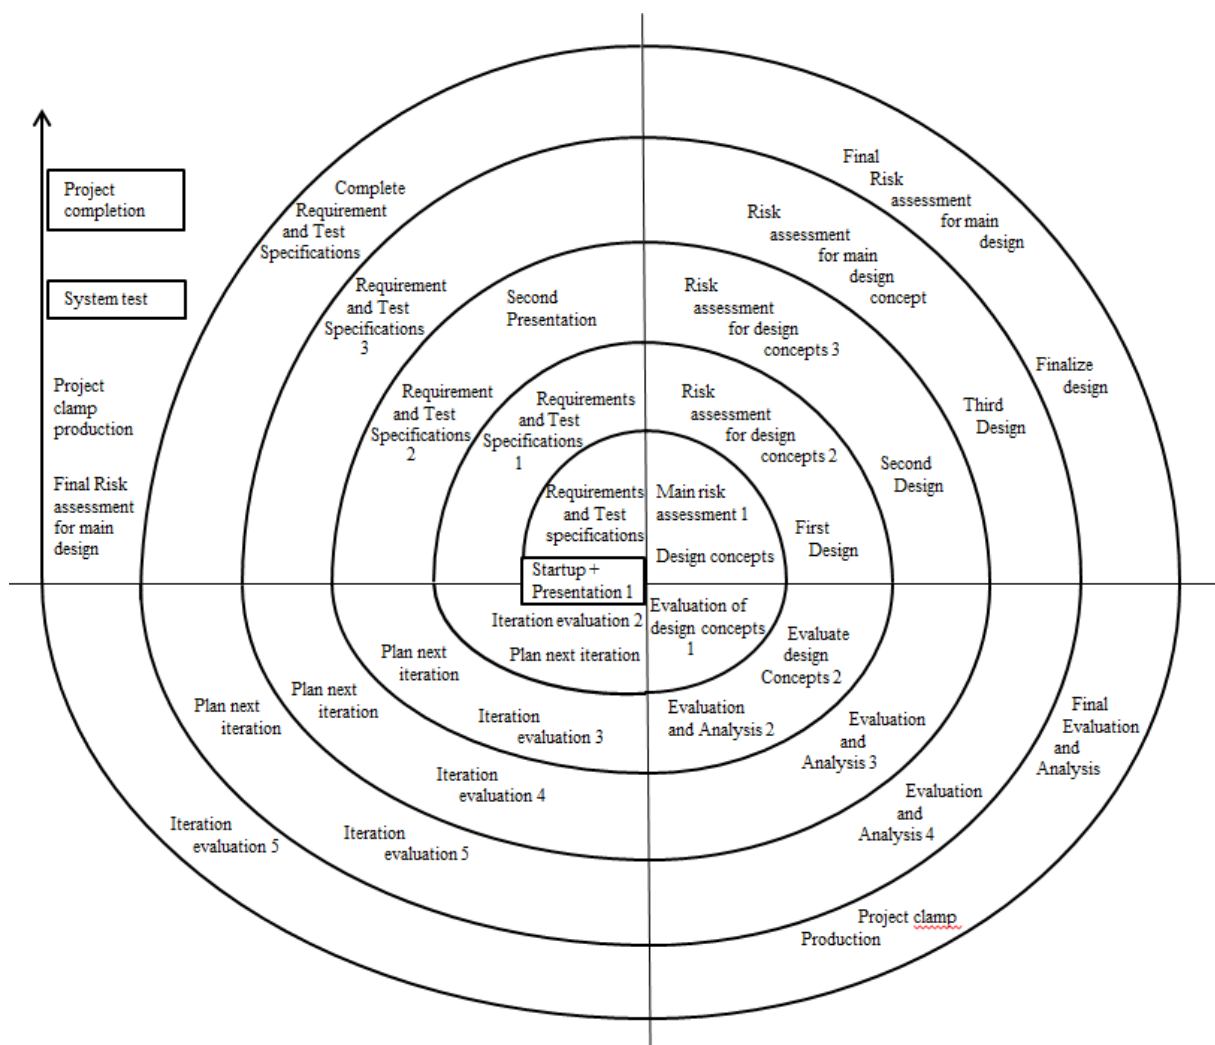 Project
completion
System test
Project
clamp
production
Final Risk
assessment
for main
design
Complete
Requirement
and Test
Specifications
Requirement
and Test
Specifications
3
Second
Presentation
Requirement
and Test
Specifications
2
Requirements
and Test
Specifications
1
Requirements
and Test
specifications
Startup +
Presentation 1
Final
Risk
assessment
for main
design
Risk
assessment
for main
design
concept
Risk
assessment
for design
concepts 3
Risk
assessment
for design
concepts 2
Main risk
assessment 1
Design concepts
First
Design
Second
Design
Third
Design
Finalize
design
Evaluation of
design concepts
1
Evaluate
design
Concepts 2
Evaluation
and Analysis 2
Evaluation
and
Analysis 3
Evaluation
and
Analysis 4
Final
Evaluation
and
Analysis
Project clamp
Production
Iteration evaluation 2
Plan next iteration
Plan next
iteration
Iteration
evaluation 3
Plan next
iteration
Iteration
evaluation 4
Plan next
iteration
Iteration
evaluation 5
Iteration
evaluation 5